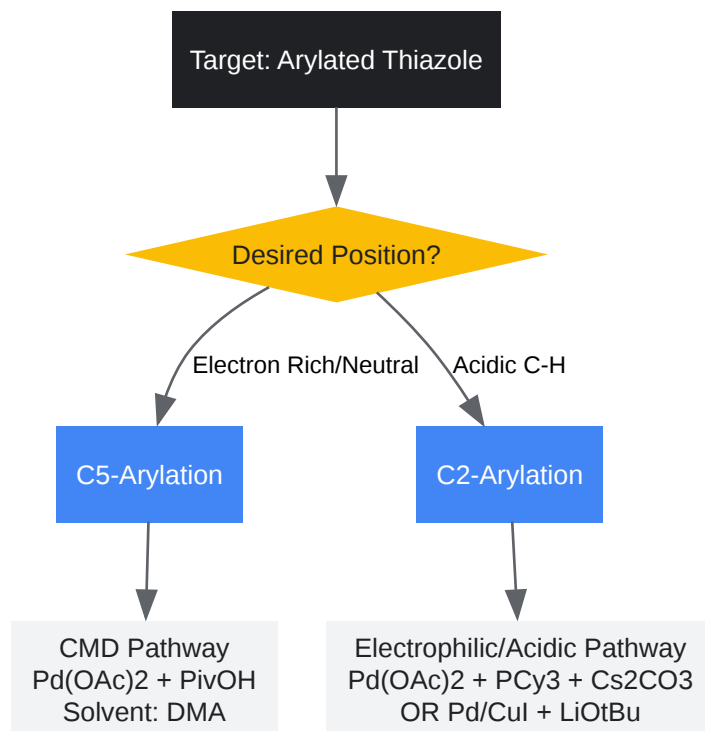 Target: Arylated Thiazole
Desired Position?
Electron Rich/Neutral
Acidic C-H
C5-Arylation
C2-Arylation
CMD Pathway
Pd(OAc)2 + PivOH
Solvent: DMA
Electrophilic/Acidic Pathway
Pd(OAc)2 + PCy3 + Cs2CO3
OR Pd/CuI + LiOtBu